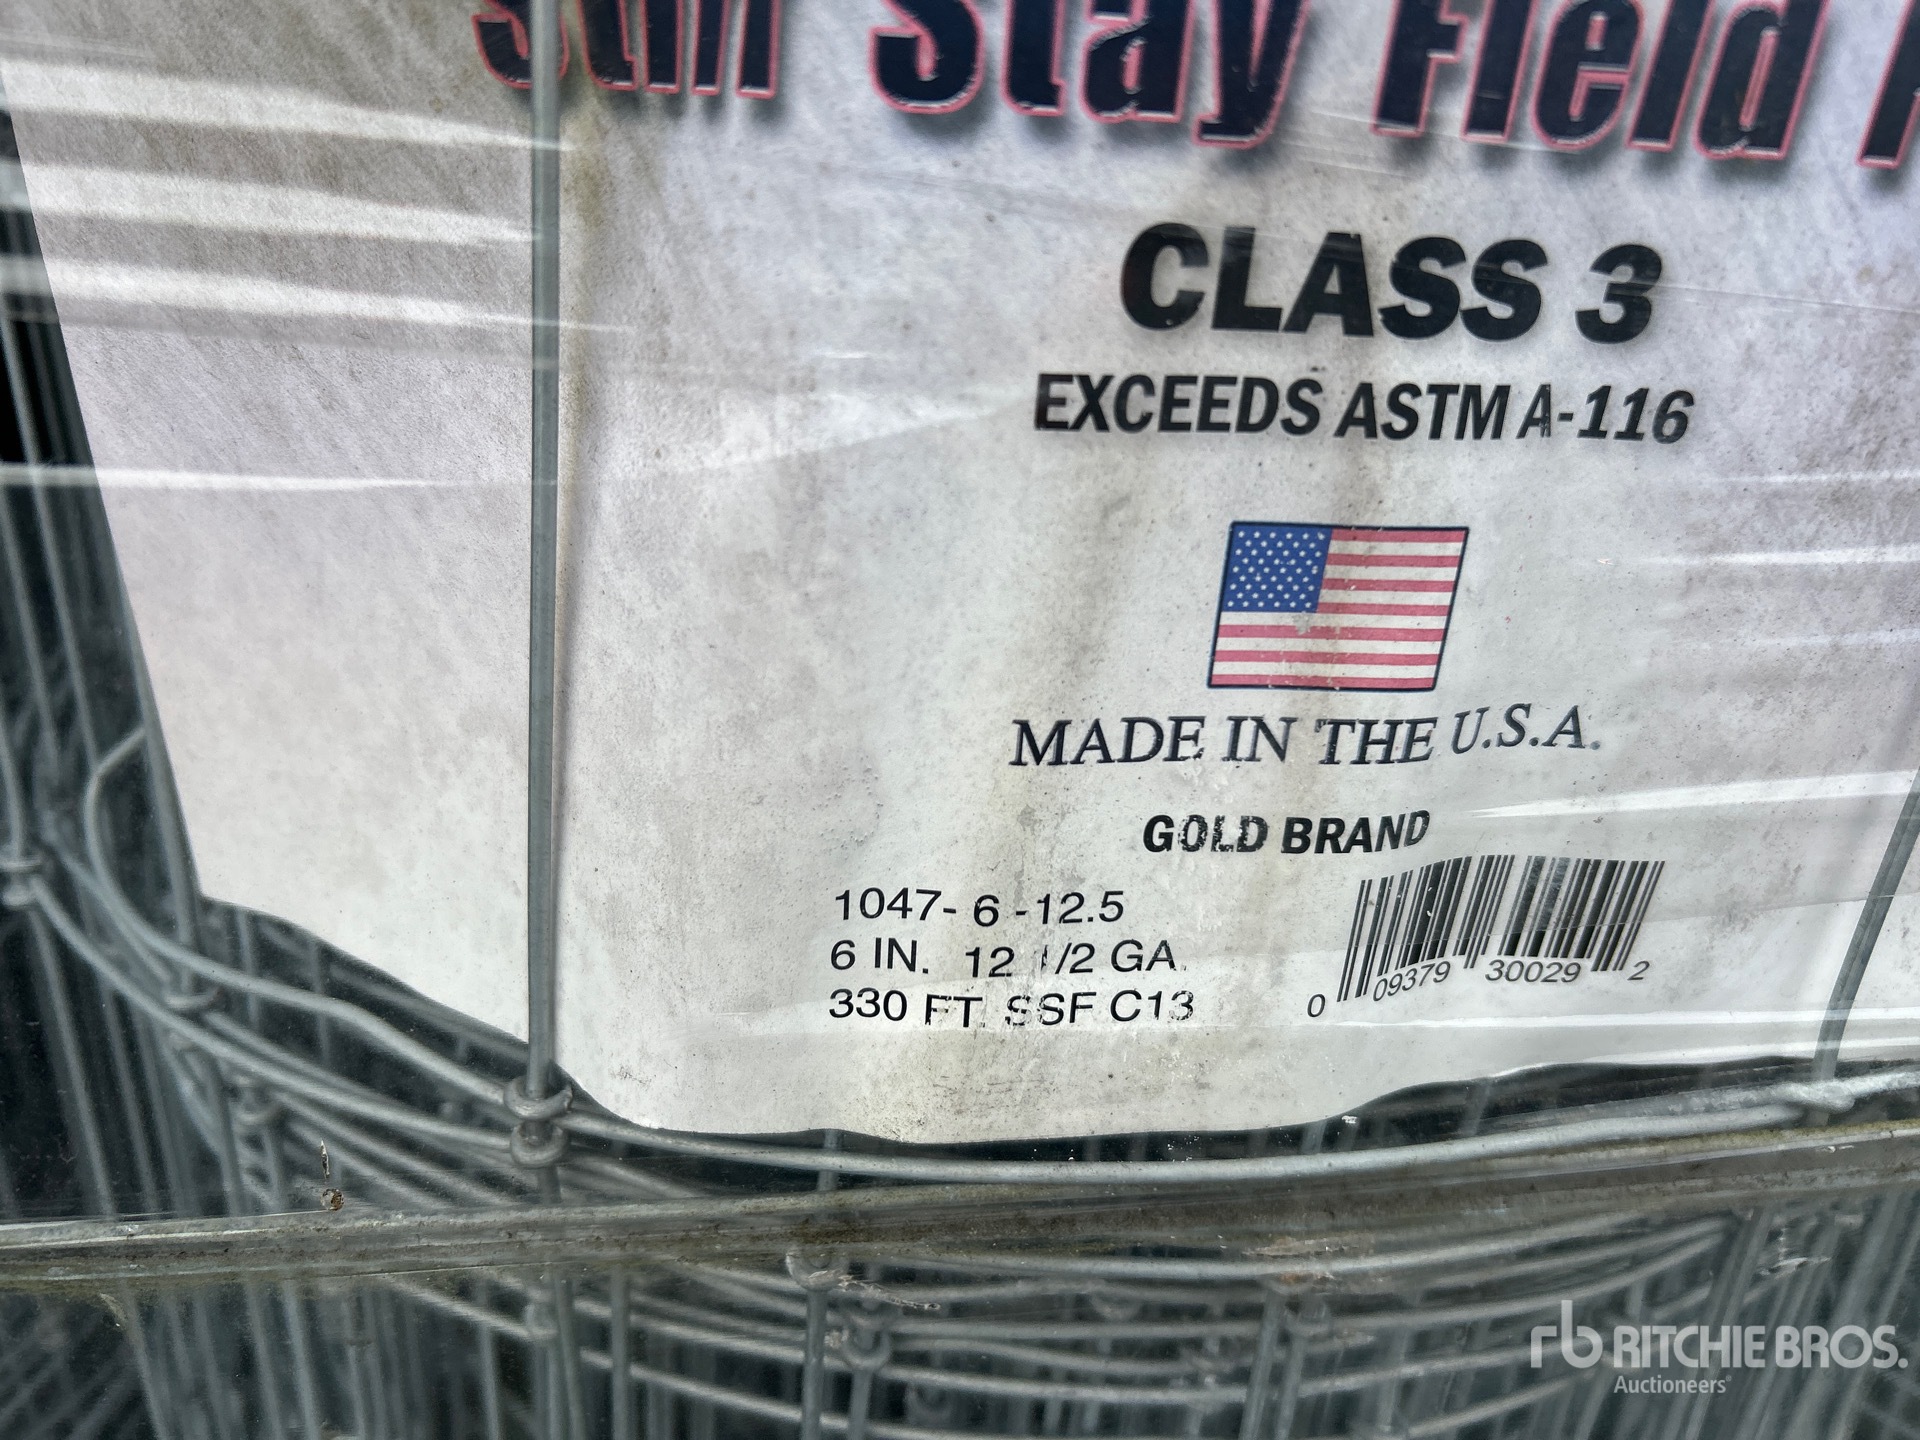 Stiff Stay Field
CLASS 3
EXCEEDS ASTM A-116
MADE IN THE U.S.A.
GOLD BRAND
1047- 6 -12.5
6 IN. 12 1/2 GA.
330 FT. SSF C13
0 09379 30029 2
rb RITCHIE BROS.
Auctioneers